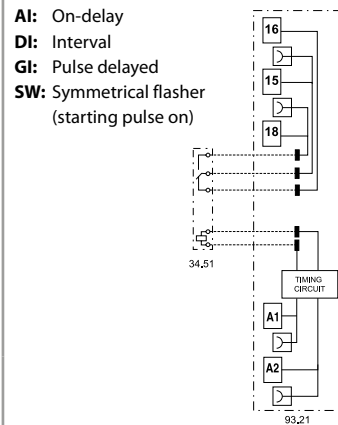 AI: On-delay
DI: Interval
GI: Pulse delayed
SW: Symmetrical flasher
(starting pulse on)
16
15
18
34.51
TIMING
CIRCUIT
A1
A2
93.21